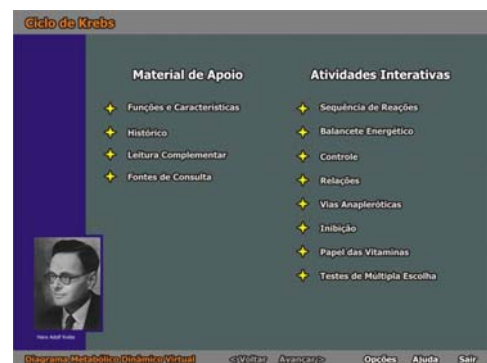 Ciclo de Krebs
Material de Apoio
Funções e Características
Histórico
Leitura Complementar
Fontes de Consulta
Atividades Interativas
Sequência de Reações
Balancete Energético
Controle
Relações
Vias Anapleróticas
Inibição
Papel das Vitaminas
Testes de Múltipla Escolha
Hans Adolf Krebs
Diagrama Metabólico Dinâmico Virtual <<Voltar Avançar>> Opções Ajuda Sair